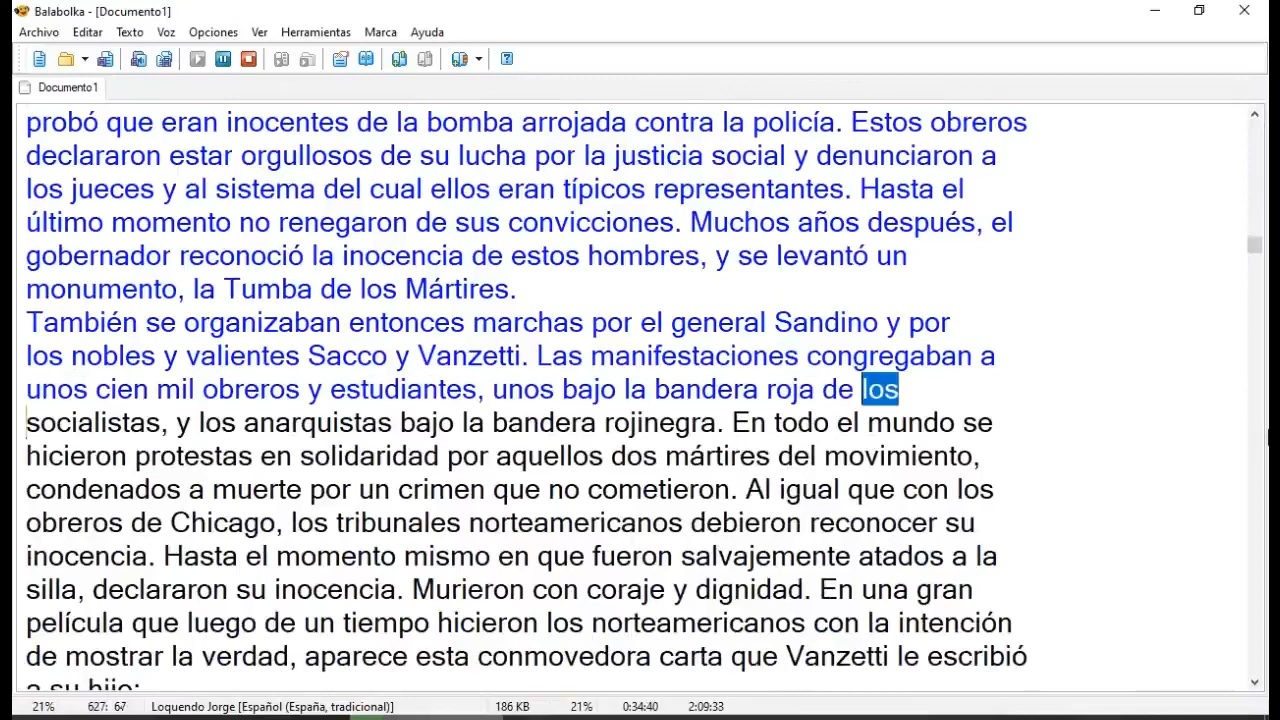 Balabolka - [Documento1]
Archivo Editar Texto Voz Opciones Ver Herramientas Marca Ayuda
Documento1
probó que eran inocentes de la bomba arrojada contra la policía. Estos obreros
declararon estar orgullosos de su lucha por la justicia social y denunciaron a
los jueces y al sistema del cual ellos eran típicos representantes. Hasta el
último momento no renegaron de sus convicciones. Muchos años después, el
gobernador reconoció la inocencia de estos hombres, y se levantó un
monumento, la Tumba de los Mártires.
También se organizaban entonces marchas por el general Sandino y por
los nobles y valientes Sacco y Vanzetti. Las manifestaciones congregaban a
unos cien mil obreros y estudiantes, unos bajo la bandera roja de los
socialistas, y los anarquistas bajo la bandera rojinegra. En todo el mundo se
hicieron protestas en solidaridad por aquellos dos mártires del movimiento,
condenados a muerte por un crimen que no cometieron. Al igual que con los
obreros de Chicago, los tribunales norteamericanos debieron reconocer su
inocencia. Hasta el momento mismo en que fueron salvajemente atados a la
silla, declararon su inocencia. Murieron con coraje y dignidad. En una gran
película que luego de un tiempo hicieron los norteamericanos con la intención
de mostrar la verdad, aparece esta conmovedora carta que Vanzetti le escribió
a su hijo:
21% 627: 67 Loquendo Jorge [Español (España, tradicional)] 186 KB 21% 0:34:40 2:09:33